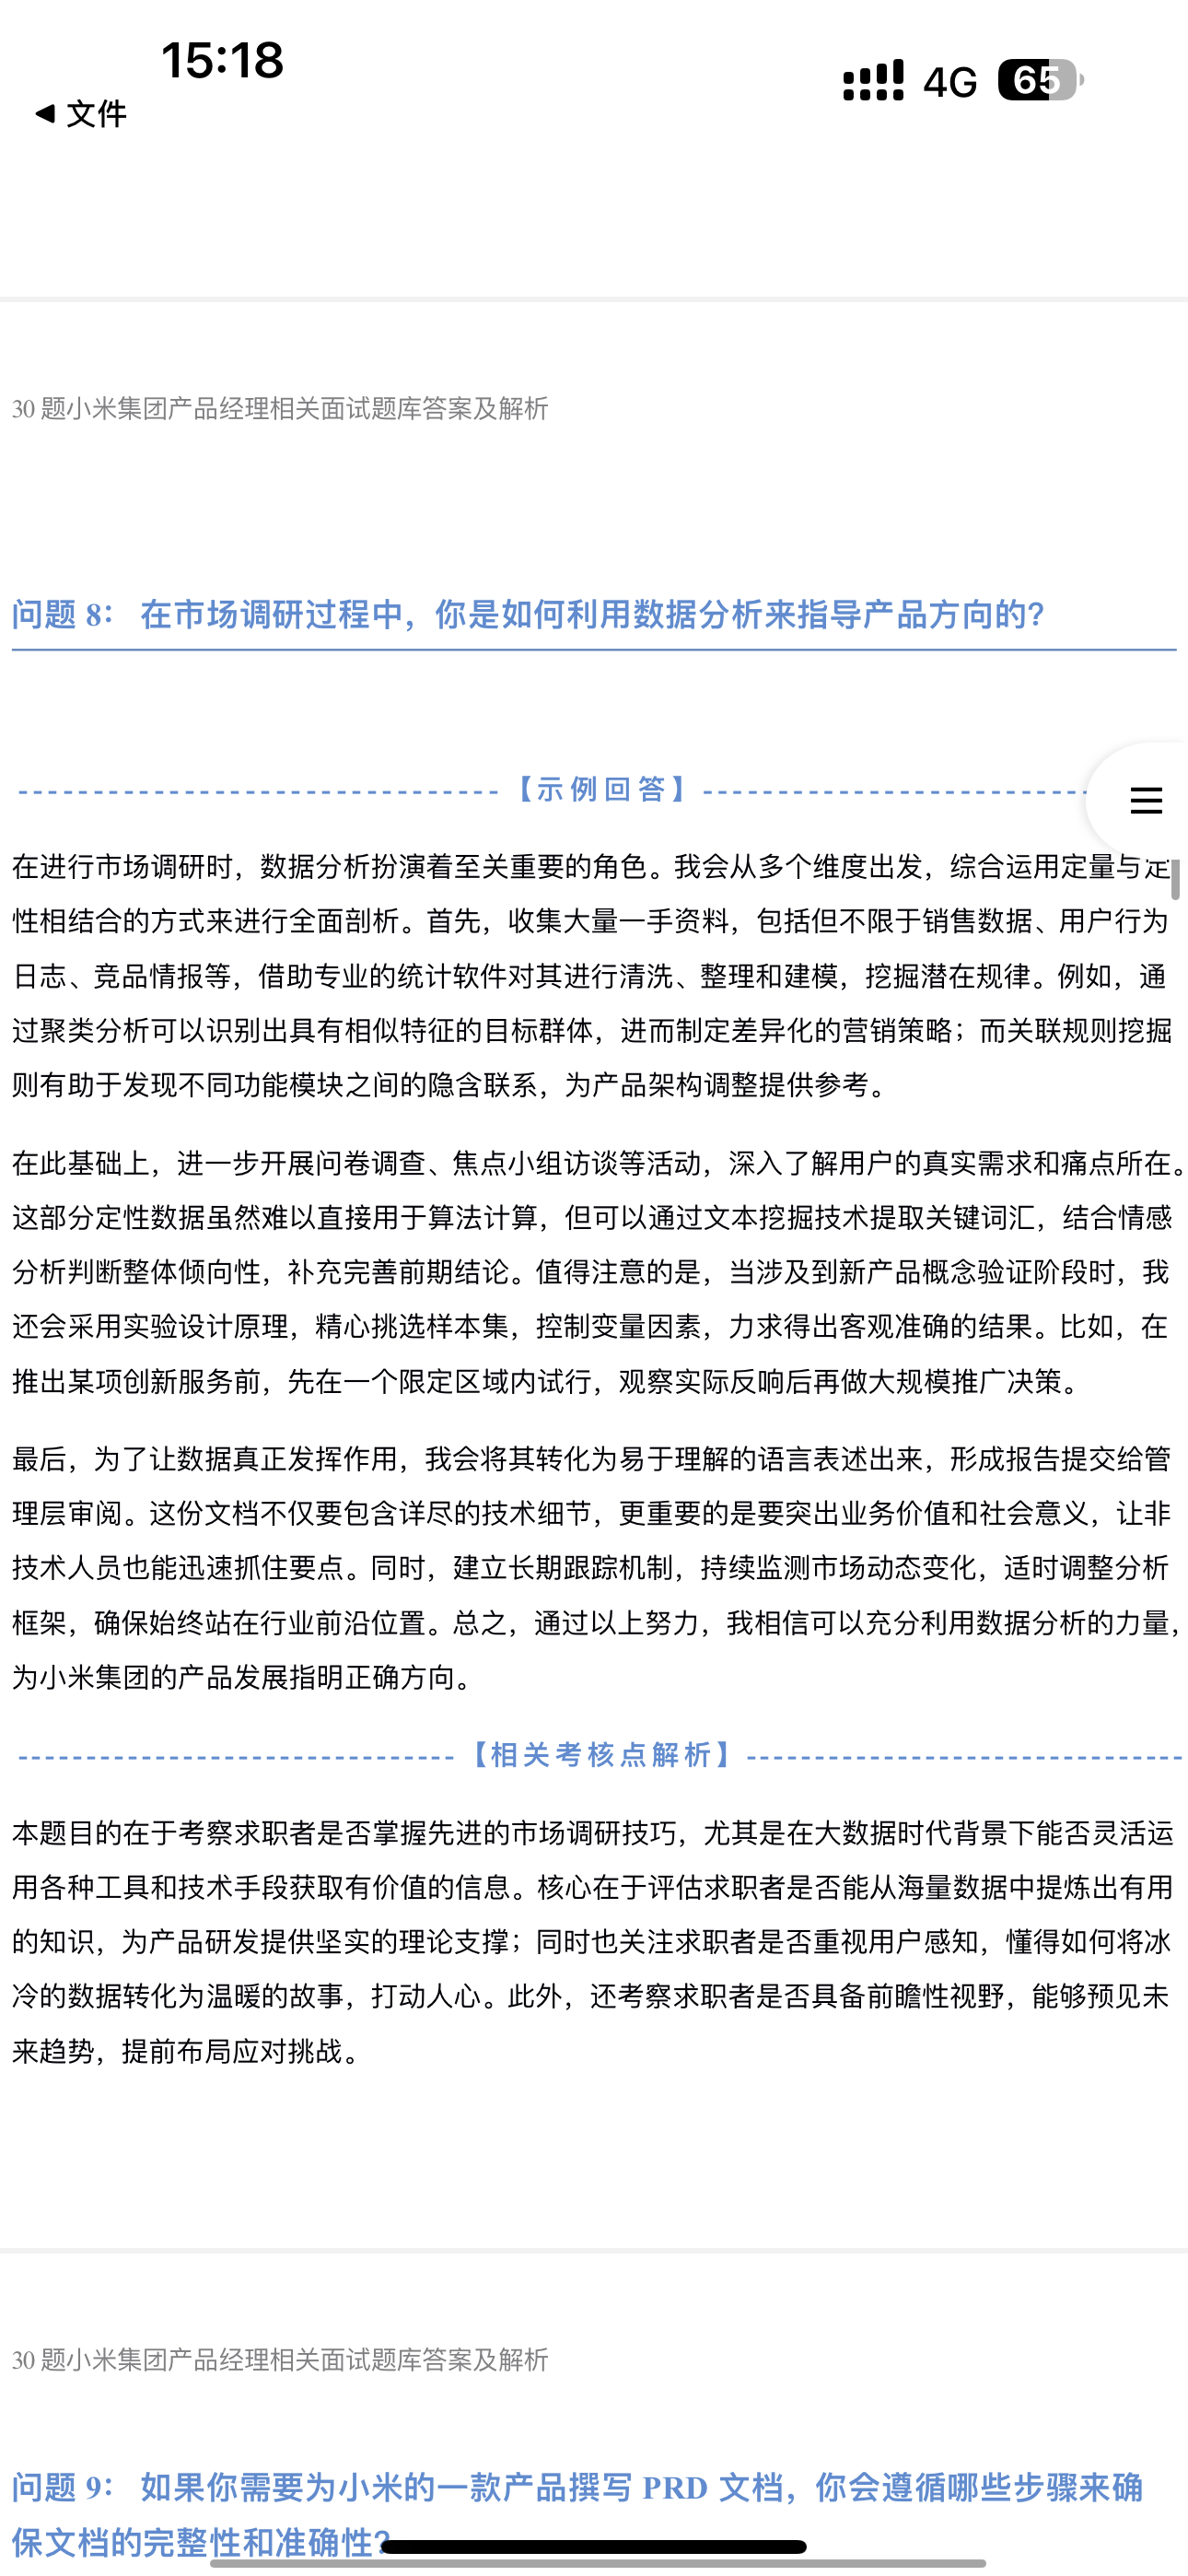 15:18
4G 65
◀ 文件
30 题小米集团产品经理相关面试题库答案及解析
问题 8： 在市场调研过程中，你是如何利用数据分析来指导产品方向的?
-------------------------------【示例回答】-------------------------
在进行市场调研时，数据分析扮演着至关重要的角色。我会从多个维度出发，综合运用定量与定
性相结合的方式来进行全面剖析。首先，收集大量一手资料，包括但不限于销售数据、用户行为
日志、竞品情报等，借助专业的统计软件对其进行清洗、整理和建模，挖掘潜在规律。例如，通
过聚类分析可以识别出具有相似特征的目标群体，进而制定差异化的营销策略；而关联规则挖掘
则有助于发现不同功能模块之间的隐含联系，为产品架构调整提供参考。
在此基础上，进一步开展问卷调查、焦点小组访谈等活动，深入了解用户的真实需求和痛点所在。
这部分定性数据虽然难以直接用于算法计算，但可以通过文本挖掘技术提取关键词汇，结合情感
分析判断整体倾向性，补充完善前期结论。值得注意的是，当涉及到新产品概念验证阶段时，我
还会采用实验设计原理，精心挑选样本集，控制变量因素，力求得出客观准确的结果。比如，在
推出某项创新服务前，先在一个限定区域内试行，观察实际反响后再做大规模推广决策。
最后，为了让数据真正发挥作用，我会将其转化为易于理解的语言表述出来，形成报告提交给管
理层审阅。这份文档不仅要包含详尽的技术细节，更重要的是要突出业务价值和社会意义，让非
技术人员也能迅速抓住要点。同时，建立长期跟踪机制，持续监测市场动态变化，适时调整分析
框架，确保始终站在行业前沿位置。总之，通过以上努力，我相信可以充分利用数据分析的力量，
为小米集团的产品发展指明正确方向。
--------------------------------【相关考核点解析】--------------------------------
本题目的在于考察求职者是否掌握先进的市场调研技巧，尤其是在大数据时代背景下能否灵活运
用各种工具和技术手段获取有价值的信息。核心在于评估求职者是否能从海量数据中提炼出有用
的知识，为产品研发提供坚实的理论支撑；同时也关注求职者是否重视用户感知，懂得如何将冰
冷的数据转化为温暖的故事，打动人心。此外，还考察求职者是否具备前瞻性视野，能够预见未
来趋势，提前布局应对挑战。
30 题小米集团产品经理相关面试题库答案及解析
问题 9： 如果你需要为小米的一款产品撰写 PRD 文档，你会遵循哪些步骤来确
保文档的完整性和准确性?